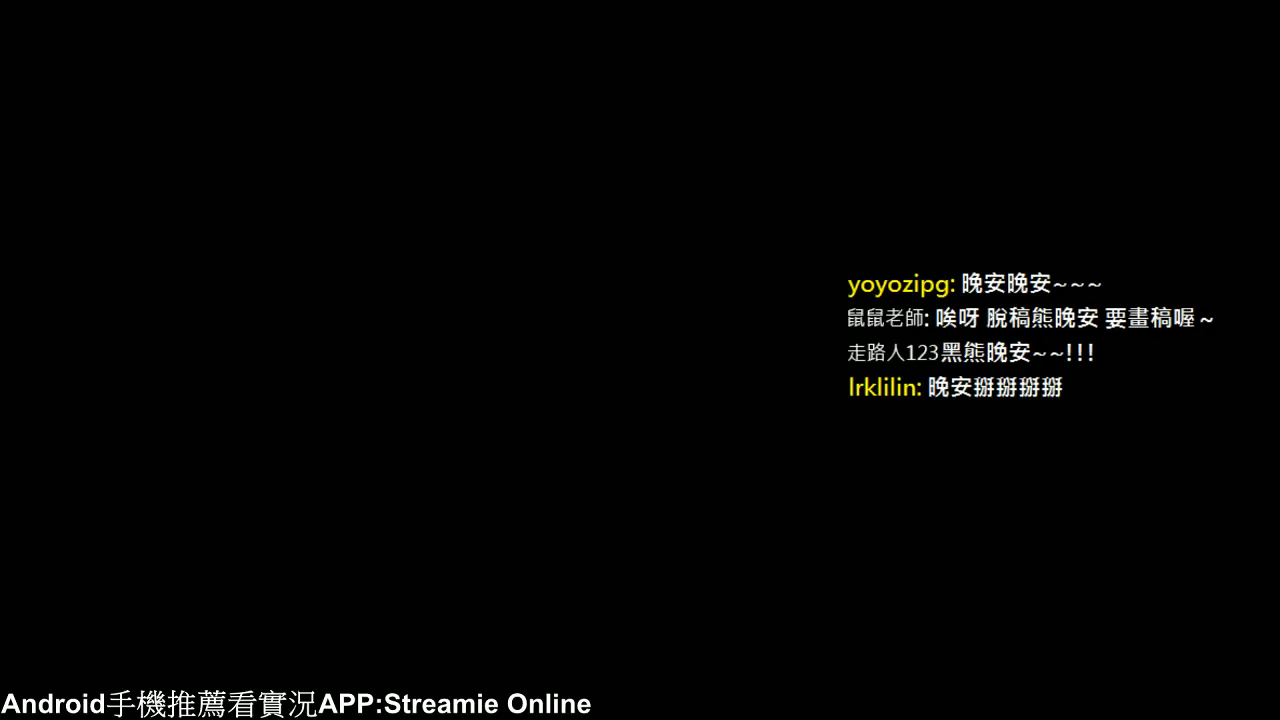 yoyozipg: 晚安晚安~~~
鼠鼠老師: 唉呀 脫稿熊晚安 要畫稿喔~
走路人123黑熊晚安~~!!!
lrklilin: 晚安掰掰掰掰
Android手機推薦看實況APP:Streamie Online